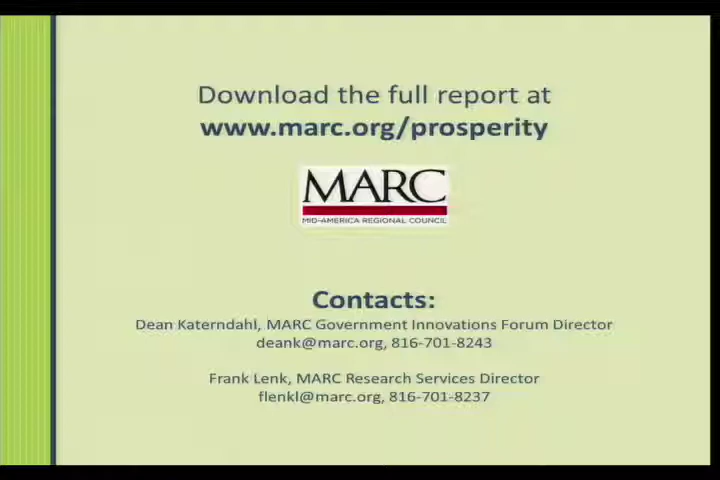 Download the full report at
www.marc.org/prosperity
MARC
MID-AMERICA REGIONAL COUNCIL
Contacts:
Dean Katerndahl, MARC Government Innovations Forum Director
deank@marc.org, 816-701-8243
Frank Lenk, MARC Research Services Director
flenkl@marc.org, 816-701-8237